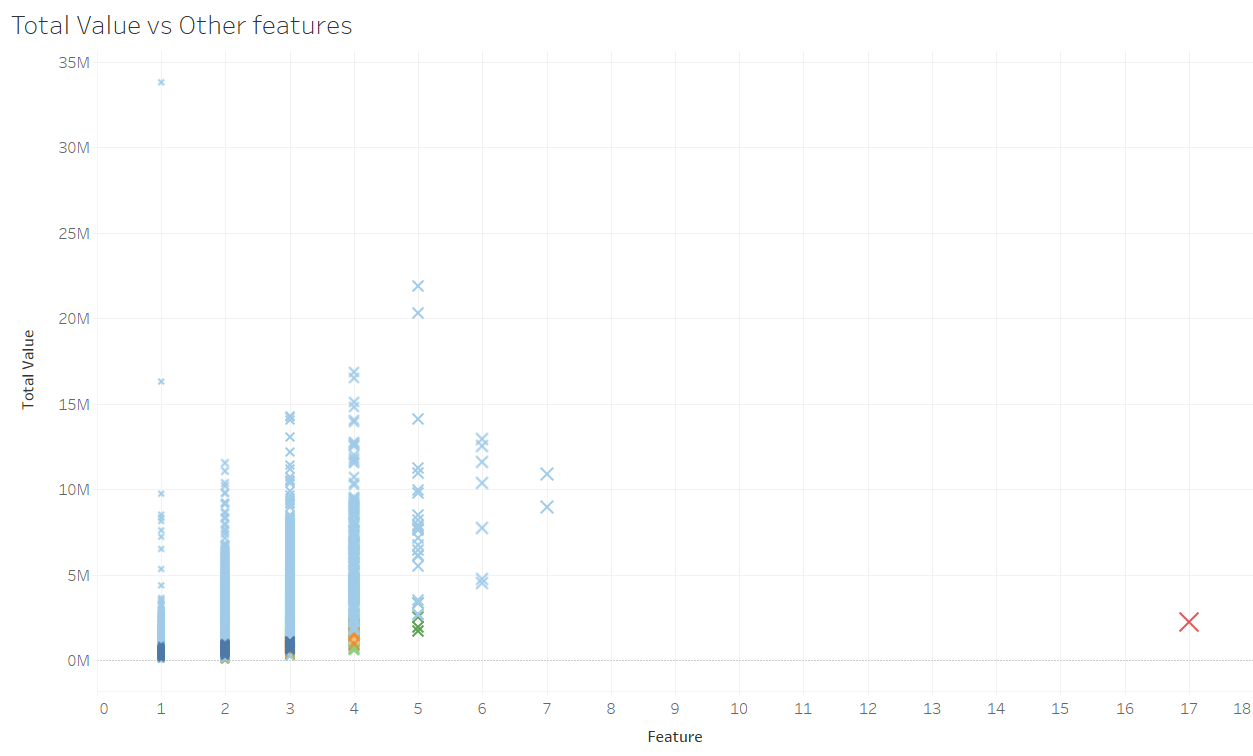 Total Value vs Other features
35M
30M
25M
20M
15M
10M
5M
0M
Total Value
0 1 2 3 4 5 6 7 8 9 10 11 12 13 14 15 16 17 18
Feature